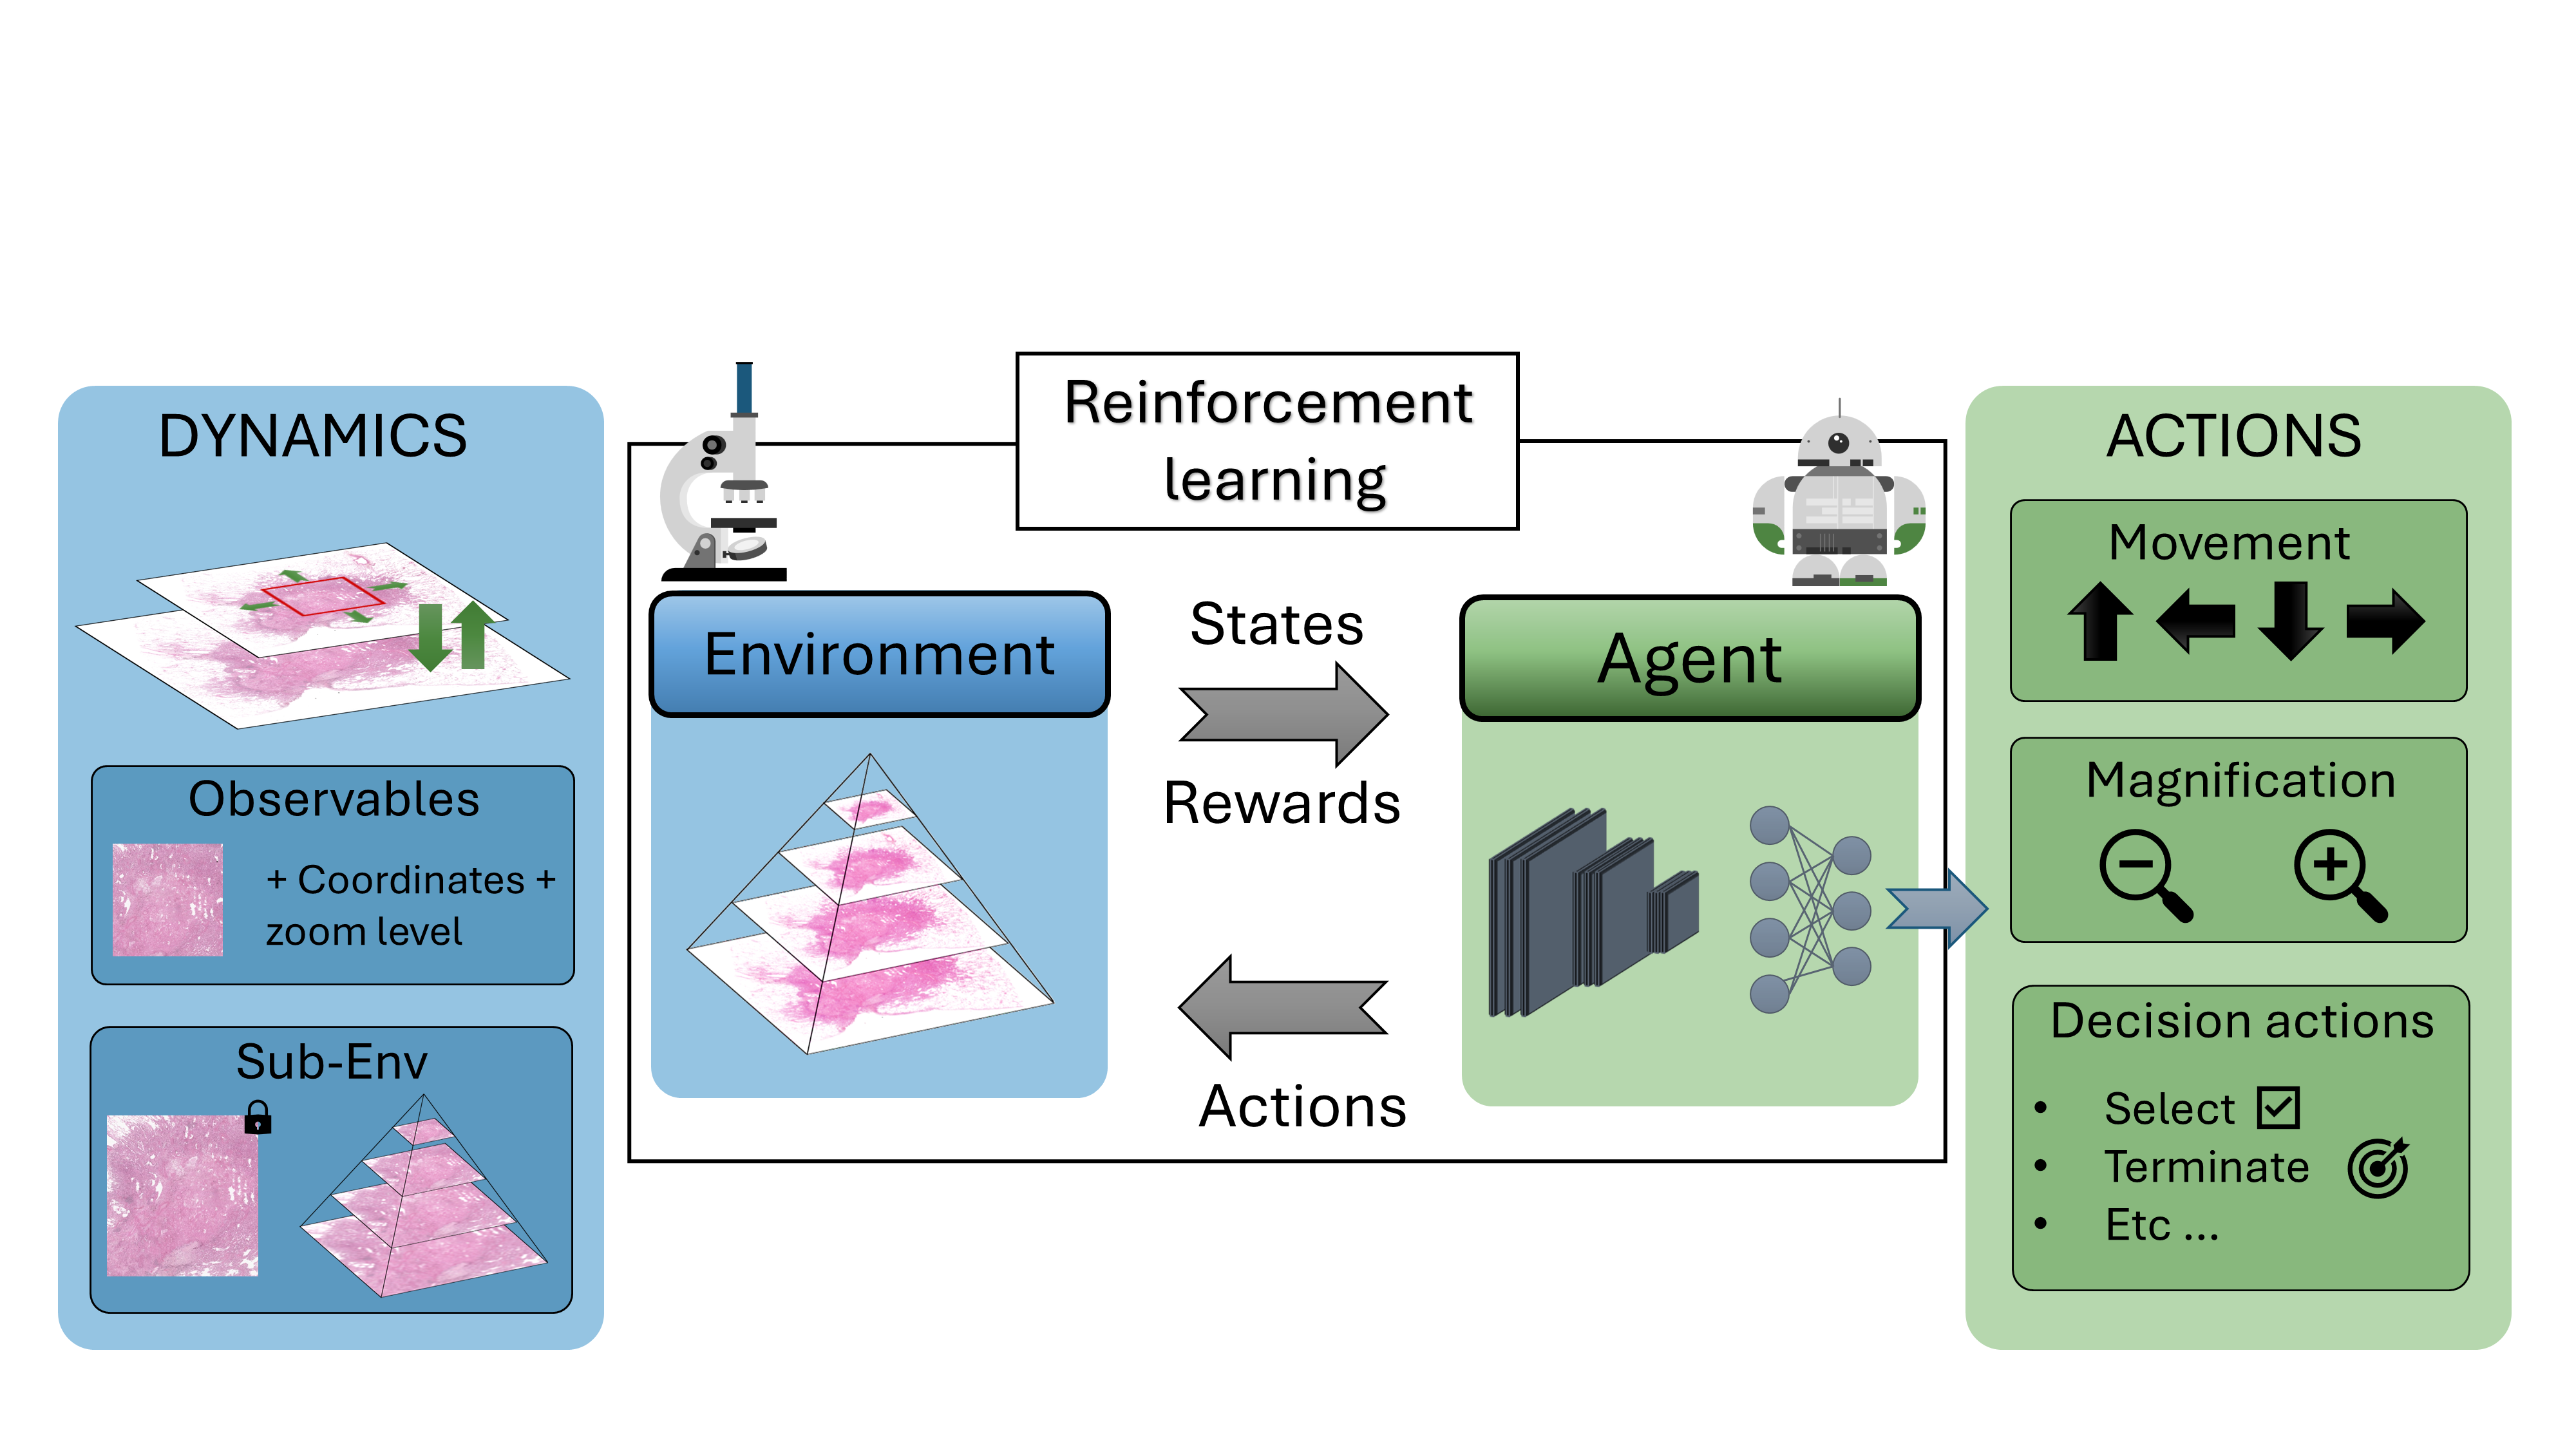 DYNAMICS
Observables
+ Coordinates +
zoom level
Sub-Env
Reinforcement
learning
Environment
States
Rewards
Actions
Agent
ACTIONS
Movement
Magnification
Decision actions
• Select
• Terminate
• Etc ...